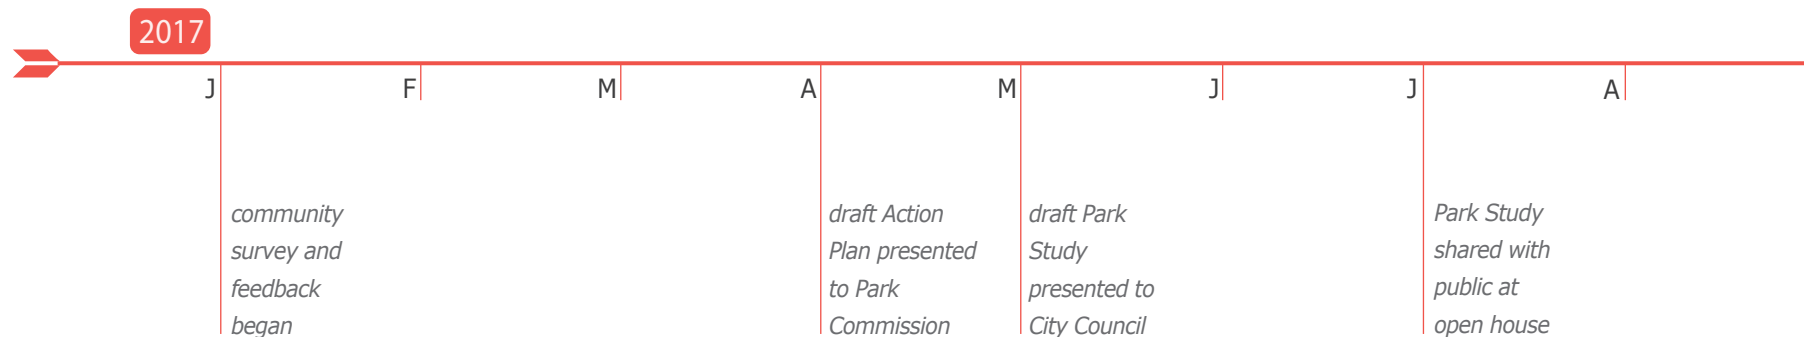 2017
J F M A M J J A
community
survey and
feedback
began
draft Action
Plan presented
to Park
Commission
draft Park
Study
presented to
City Council
Park Study
shared with
public at
open house